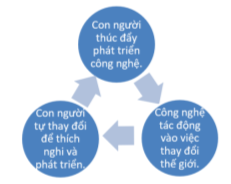 Con người
thúc đẩy
phát triển
công nghệ.
Công nghệ
tác động
vào việc
thay đổi
thế giới.
Con người
tự thay đổi
để thích
nghi và
phát triển.